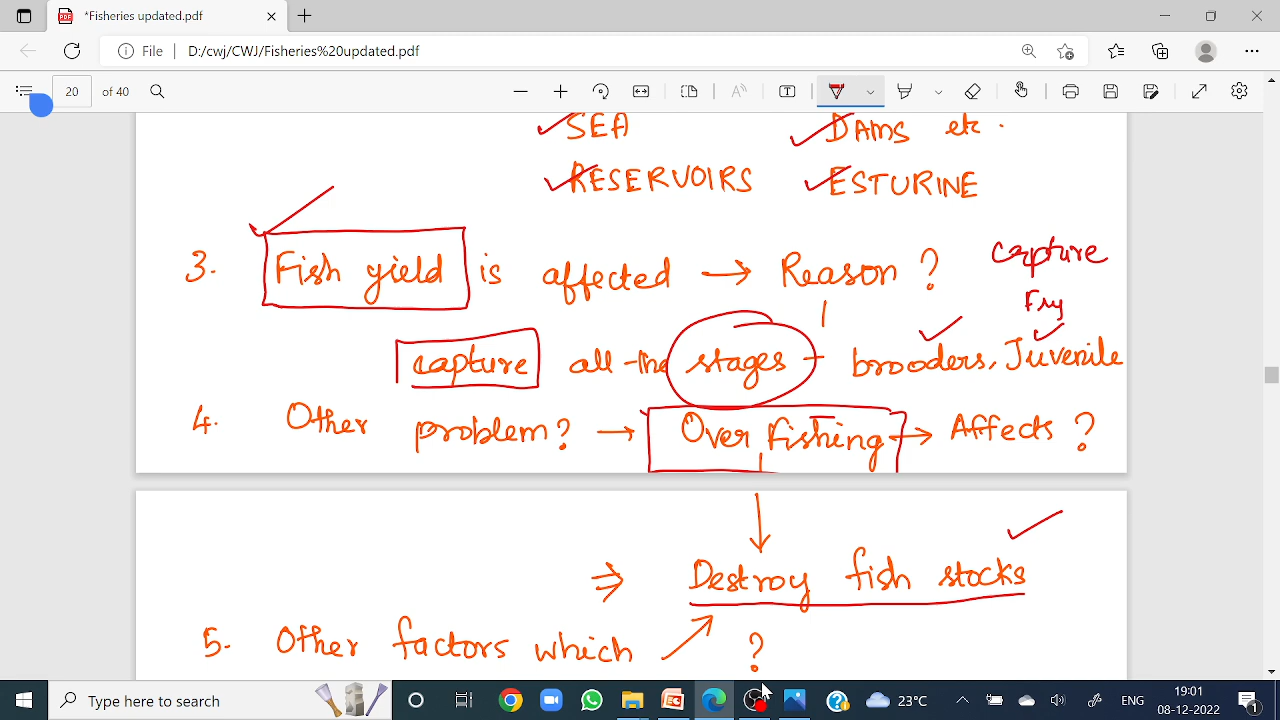 *Fisheries updated.pdf
File D:/cwj/CWJ/Fisheries%20updated.pdf
20 of 40
SEA DAMS etc.
RESERVOIRS ESTURINE
3. Fish yield is affected → Reason?
capture
Fry
capture all the stages - brooders, Juvenile
4. Other problem? → Over fishing → Affects?
⇒ Destroy fish stocks
5. Other factors which ?
Type here to search
23°C ENG 19:01
08-12-2022
1